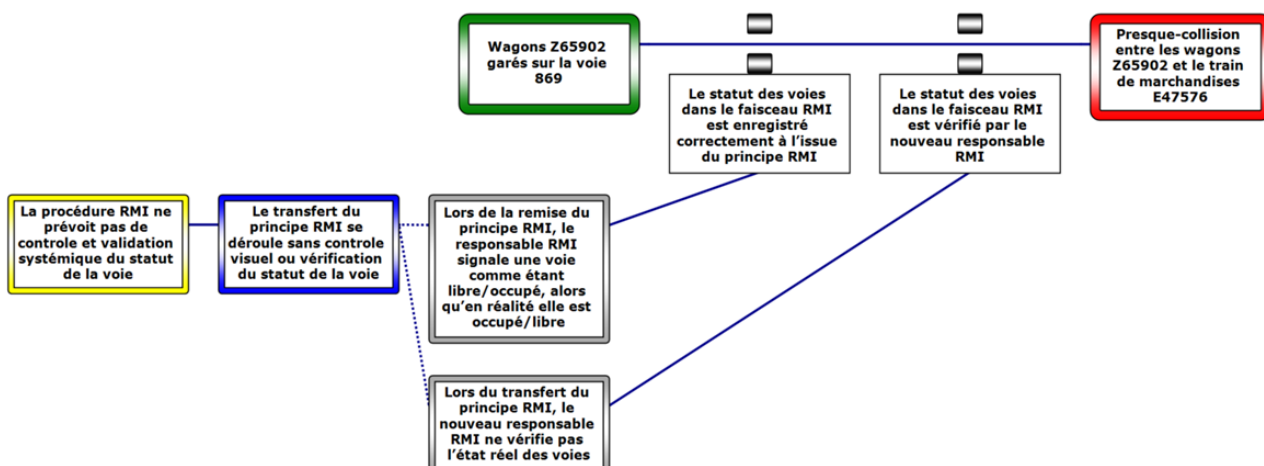 Wagons Z65902
garés sur la voie
869
Presque-collision
entre les wagons
Z65902 et le train
de marchandises
E47576
Le statut des voies
dans le faisceau RMI
est enregistré
correctement à l’issue
du principe RMI
Le statut des voies
dans le faisceau RMI
est vérifié par le
nouveau responsable
RMI
La procédure RMI ne
prévoit pas de
controle et validation
systémique du statut
de la voie
Le transfert du
principe RMI se
déroule sans controle
visuel ou vérification
du statut de la voie
Lors de la remise du
principe RMI, le
responsable RMI
signale une voie
comme étant
libre/occupé, alors
qu’en réalité elle est
occupé/libre
Lors du transfert du
principe RMI, le
nouveau responsable
RMI ne vérifie pas
l’état réel des voies